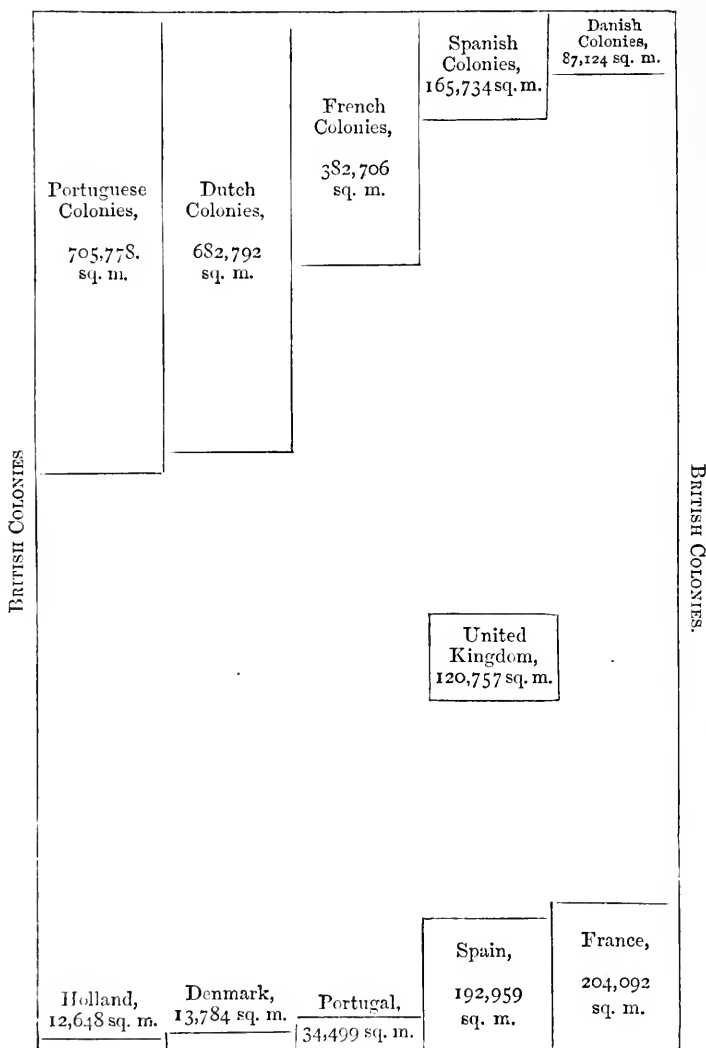 Portuguese
Colonies,
705,778.
sq. m.
Dutch
Colonies,
682,792
sq. m.
French
Colonies,
382,706
sq. m.
Spanish
Colonies,
165,734 sq. m.
Danish
Colonies,
87,124 sq. m.
BRITISH COLONIES
BRITISH COLONIES.
United
Kingdom,
120,757 sq. m.
Holland,
12,648 sq. m.
Denmark,
13,784 sq. m.
Portugal,
34,499 sq. m.
Spain,
192,959
sq. m.
France,
204,092
sq. m.